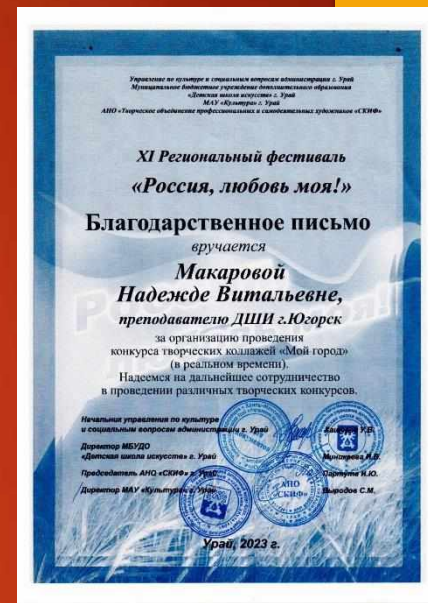 Управление по культуре и социальным вопросам администрации г. Урай
Муниципальное бюджетное учреждение дополнительного образования
«Детская школа искусств» г. Урай
МАУ «Культура» г. Урай
АНО «Творческое объединение профессиональных и самодеятельных художников «СКИФ»
XI Региональный фестиваль
«Россия, любовь моя!»
Благодарственное письмо
вручается
Макаровой
Надежде Витальевне,
преподавателю ДШИ г.Югорск
за организацию проведения
конкурса творческих коллажей «Мой город»
(в реальном времени).
Надеемся на дальнейшее сотрудничество
в проведении различных творческих конкурсов.
Начальник управления по культуре
и социальным вопросам администрации г. Урай У.В.
Директор МБУДО
«Детская школа искусств» г. Урай
Председатель АНО «СКИФ» г. Урай Н.Ю.
Директор МАУ «Культура» г. Урай Выродов С.М.
АНО
«СКИФ»
Урай, 2023 г.